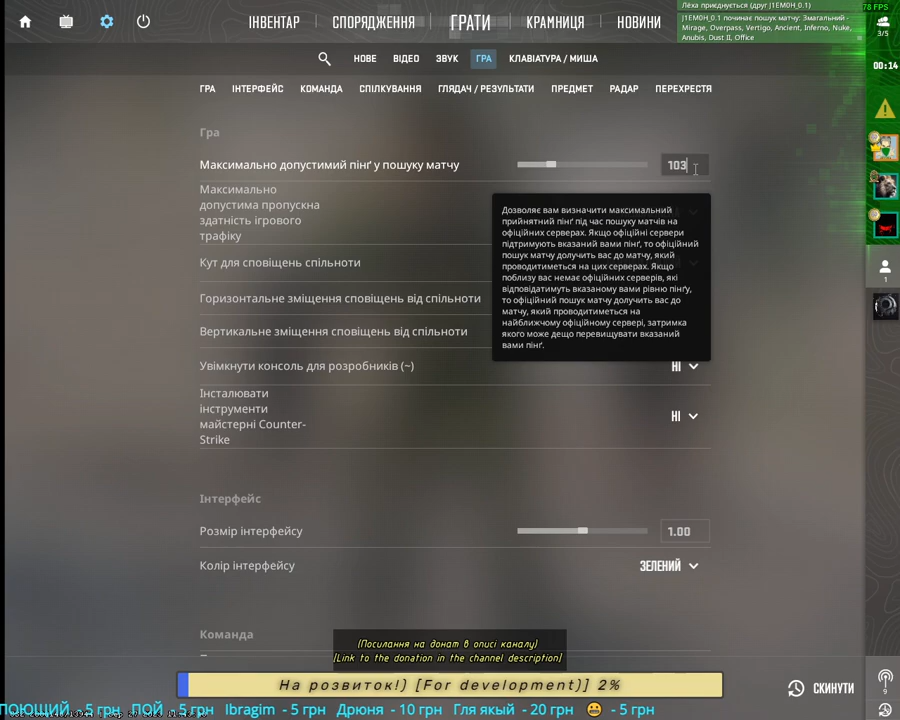 ІНВЕНТАР
СПОРЯДЖЕННЯ
ГРАТИ
КРАМНИЦЯ
НОВИНИ
Лёха приєднується (друг J1EM0H_0.1)
J1EM0H_0.1 починає пошук матчу: Змагальний -
Mirage, Overpass, Vertigo, Ancient, Inferno, Nuke,
Anubis, Dust II, Office
78 FPS
3/5
00:14
НОВЕ
ВІДЕО
ЗВУК
ГРА
КЛАВІАТУРА / МИША
ГРА
ІНТЕРФЕЙС
КОМАНДА
СПІЛКУВАННЯ
ГЛЯДАЧ / РЕЗУЛЬТАТИ
ПРЕДМЕТ
РАДАР
ПЕРЕХРЕСТЯ
Гра
Максимально допустимий пінґ у пошуку матчу
103
Максимально
допустима пропускна
здатність ігрового
трафіку
Дозволяє вам визначити максимальний
прийнятний пінґ під час пошуку матчів на
офіційних серверах. Якщо офіційні сервери
підтримують вказаний вами пінґ, то офіційний
пошук матчу долучить вас до матчу, який
проводитиметься на цих серверах. Якщо
поблизу вас немає офіційних серверів, які
відповідатимуть вказаному вами рівню пінґу,
то офіційний пошук матчу долучить вас до
матчу, який проводитиметься на
найближчому офіційному сервері, затримка
якого може дещо перевищувати вказаний
вами пінґ.
Кут для сповіщень спільноти
Горизонтальне зміщення сповіщень від спільноти
Вертикальне зміщення сповіщень від спільноти
Увімкнути консоль для розробників (~)
НІ
Інсталювати
інструменти
майстерні Counter-
Strike
НІ
1
Інтерфейс
Розмір інтерфейсу
1.00
Колір інтерфейсу
ЗЕЛЕНИЙ
Команда
(Посилання на донат в описі каналу)
[Link to the donation in the channel description]
На розвиток!) [For development)] 2%
СКИНУТИ
9
ПОЮЩИЙ - 5 грн ПОЙ - 5 грн Ibragim - 5 грн Дрюня - 10 грн Гля якый - 20 грн 😬 - 5 грн